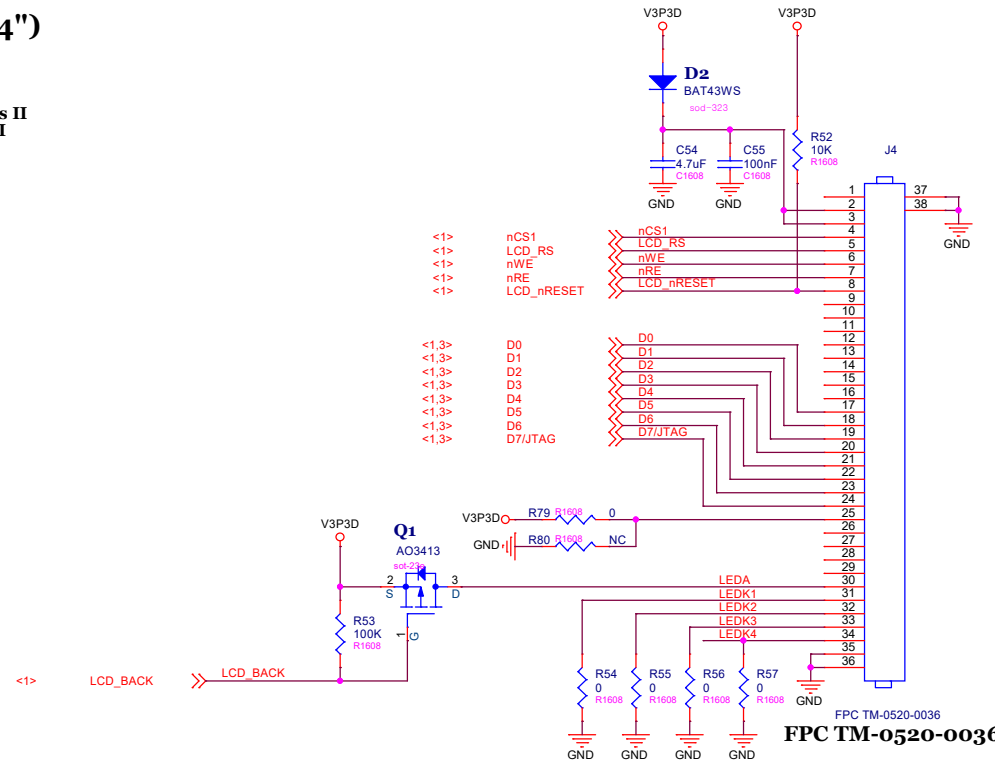 4")
s II
I
V3P3D
V3P3D
D2
BAT43WS
sod-323
R52
10K
R1608
C54
4.7uF
C1608
C55
100nF
C1608
GND
GND
J4
1
2
3
4
5
6
7
8
9
10
11
12
13
14
15
16
17
18
19
20
21
22
23
24
25
26
27
28
29
30
31
32
33
34
35
36
37
38
GND
<1> nCS1 nCS1
<1> LCD_RS LCD_RS
<1> nWE nWE
<1> nRE nRE
<1> LCD_nRESET LCD_nRESET
<1,3> D0 D0
<1,3> D1 D1
<1,3> D2 D2
<1,3> D3 D3
<1,3> D4 D4
<1,3> D5 D5
<1,3> D6 D6
<1,3> D7/JTAG D7/JTAG
V3P3D R79 R1608 0
GND R80 R1608 NC
V3P3D
Q1
AO3413
2 3
S D
1 G
LEDA
LEDK1
LEDK2
LEDK3
LEDK4
R53
100K
R1608
<1> LCD_BACK LCD_BACK
R54
0
R1608
R55
0
R1608
R56
0
R1608
R57
0
R1608
GND
GND GND GND GND
FPC TM-0520-0036
FPC TM-0520-0036